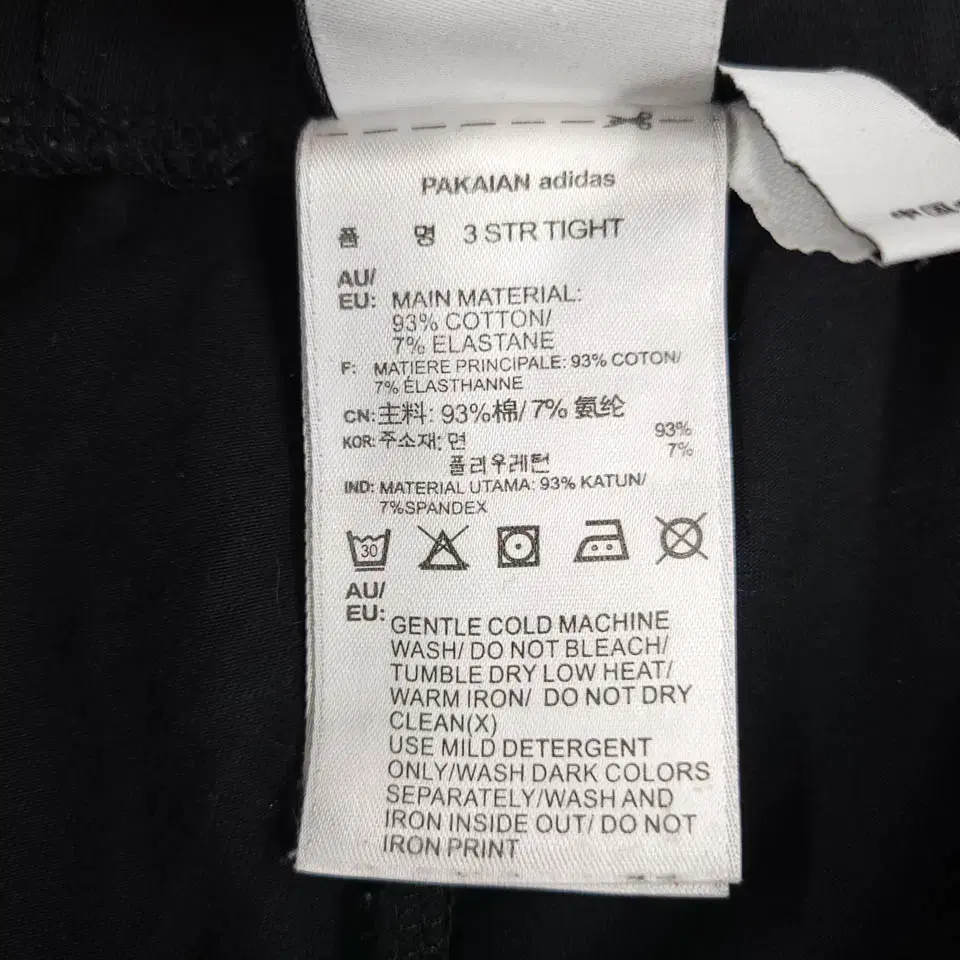 PAKAIAN adidas
품 명 3 STR TIGHT
AU/
EU: MAIN MATERIAL:
93% COTTON/
7% ELASTANE
F: MATIERE PRINCIPALE: 93% COTON/
7% ÉLASTHANNE
CN: 主料: 93%棉/ 7% 氨纶
KOR: 주소재: 면 93%
폴리우레탄 7%
IND: MATERIAL UTAMA: 93% KATUN/
7%SPANDEX
30
AU/
EU: GENTLE COLD MACHINE
WASH/ DO NOT BLEACH/
TUMBLE DRY LOW HEAT/
WARM IRON/ DO NOT DRY
CLEAN(X)
USE MILD DETERGENT
ONLY/WASH DARK COLORS
SEPARATELY/WASH AND
IRON INSIDE OUT/ DO NOT
IRON PRINT
中国